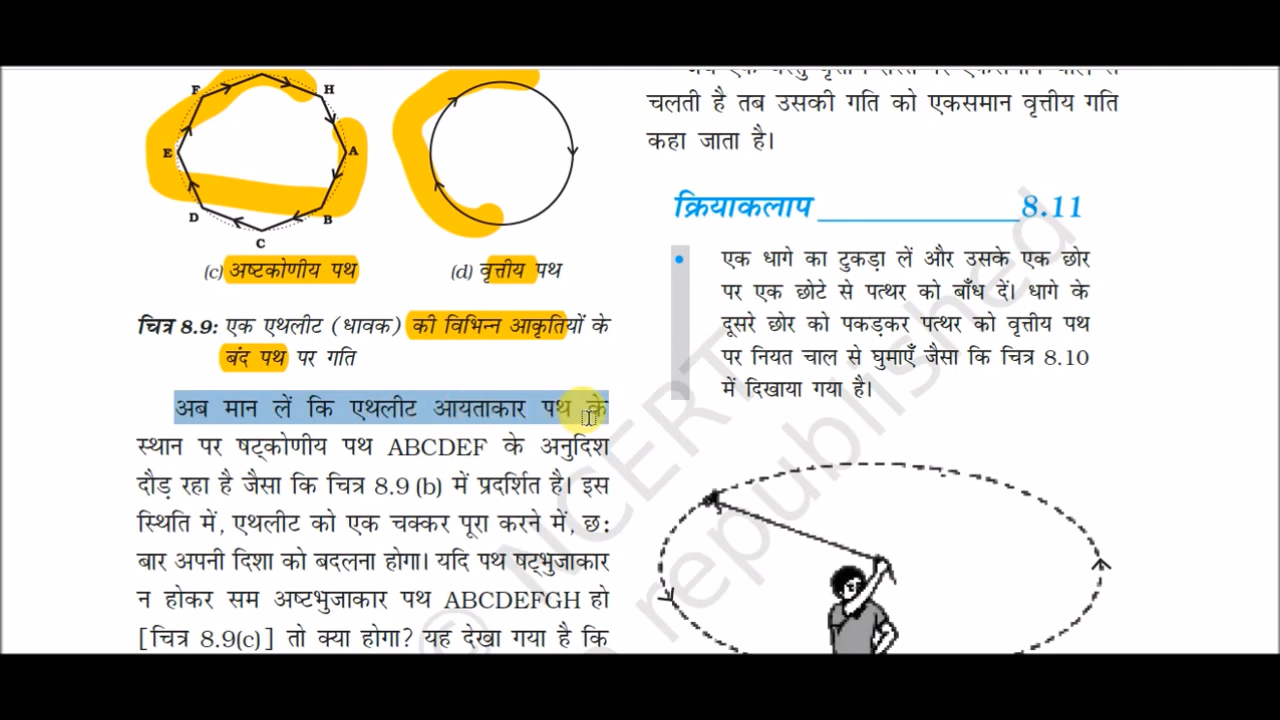 F
H
E
A
D
B
C
(c) अष्टकोणीय पथ
(d) वृत्तीय पथ
चित्र 8.9: एक एथलीट (धावक) की विभिन्न आकृतियों के
बंद पथ पर गति
अब मान लें कि एथलीट आयताकार पथ के
स्थान पर षट्कोणीय पथ ABCDEF के अनुदिश
दौड़ रहा है जैसा कि चित्र 8.9 (b) में प्रदर्शित है। इस
स्थिति में, एथलीट को एक चक्कर पूरा करने में, छ:
बार अपनी दिशा को बदलना होगा। यदि पथ षट्भुजाकार
न होकर सम अष्टभुजाकार पथ ABCDEFGH हो
[चित्र 8.9(c)] तो क्या होगा? यह देखा गया है कि
चलती है तब उसकी गति को एकसमान वृत्तीय गति
कहा जाता है।
क्रियाकलाप ______________ 8.11
• एक धागे का टुकड़ा लें और उसके एक छोर
पर एक छोटे से पत्थर को बाँध दें। धागे के
दूसरे छोर को पकड़कर पत्थर को वृत्तीय पथ
पर नियत चाल से घुमाएँ जैसा कि चित्र 8.10
में दिखाया गया है।
© NCERT
republished